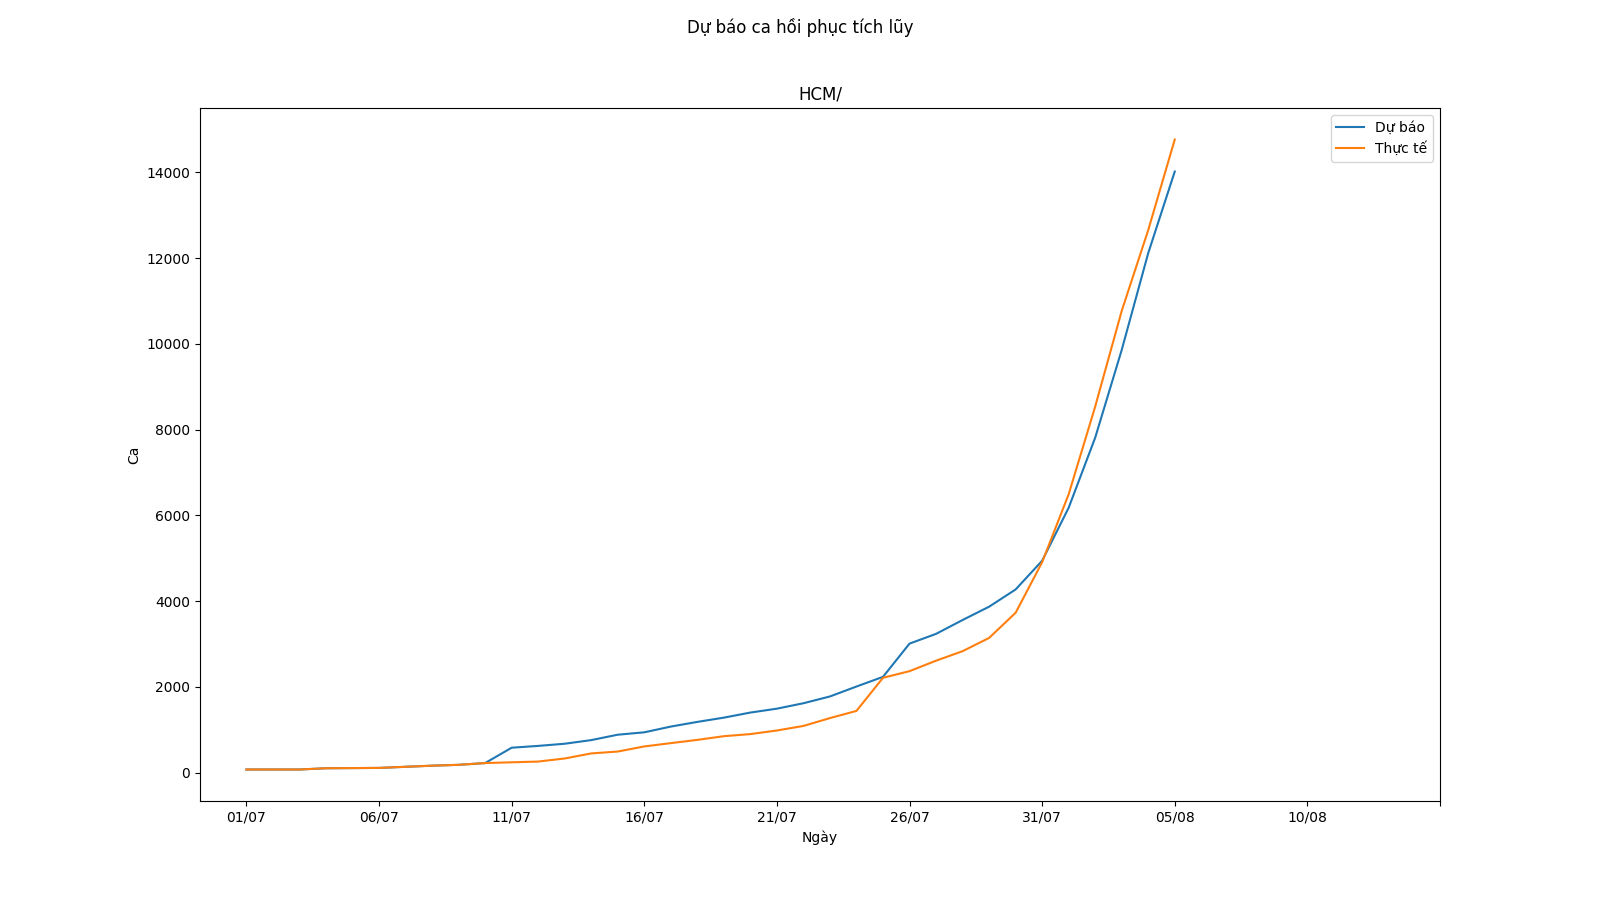 Dự báo ca hồi phục tích lũy
HCM/
Dự báo
Thực tế
14000
12000
10000
8000
6000
4000
2000
0
Ca
01/07 06/07 11/07 16/07 21/07 26/07 31/07 05/08 10/08
Ngày